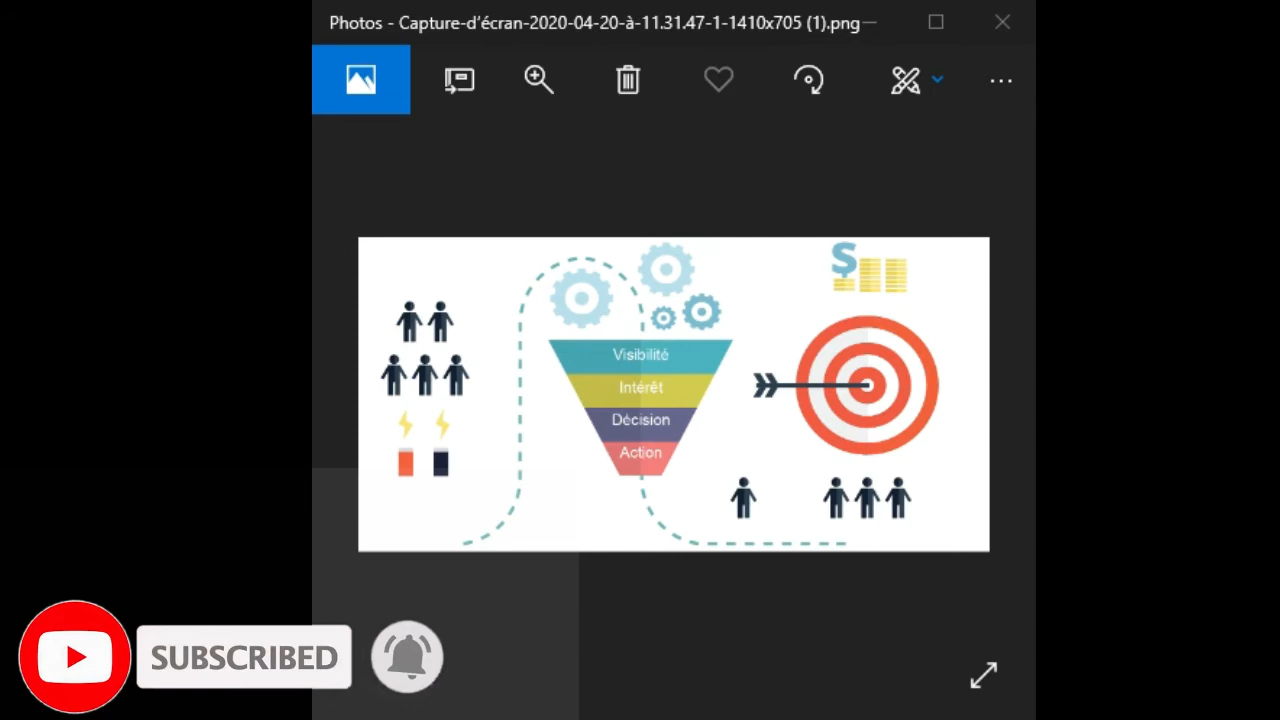 Photos - Capture-d'écran-2020-04-20-à-11.31.47-1-1410x705 (1).png
$
Visibilité
Intérêt
Décision
Action
SUBSCRIBED